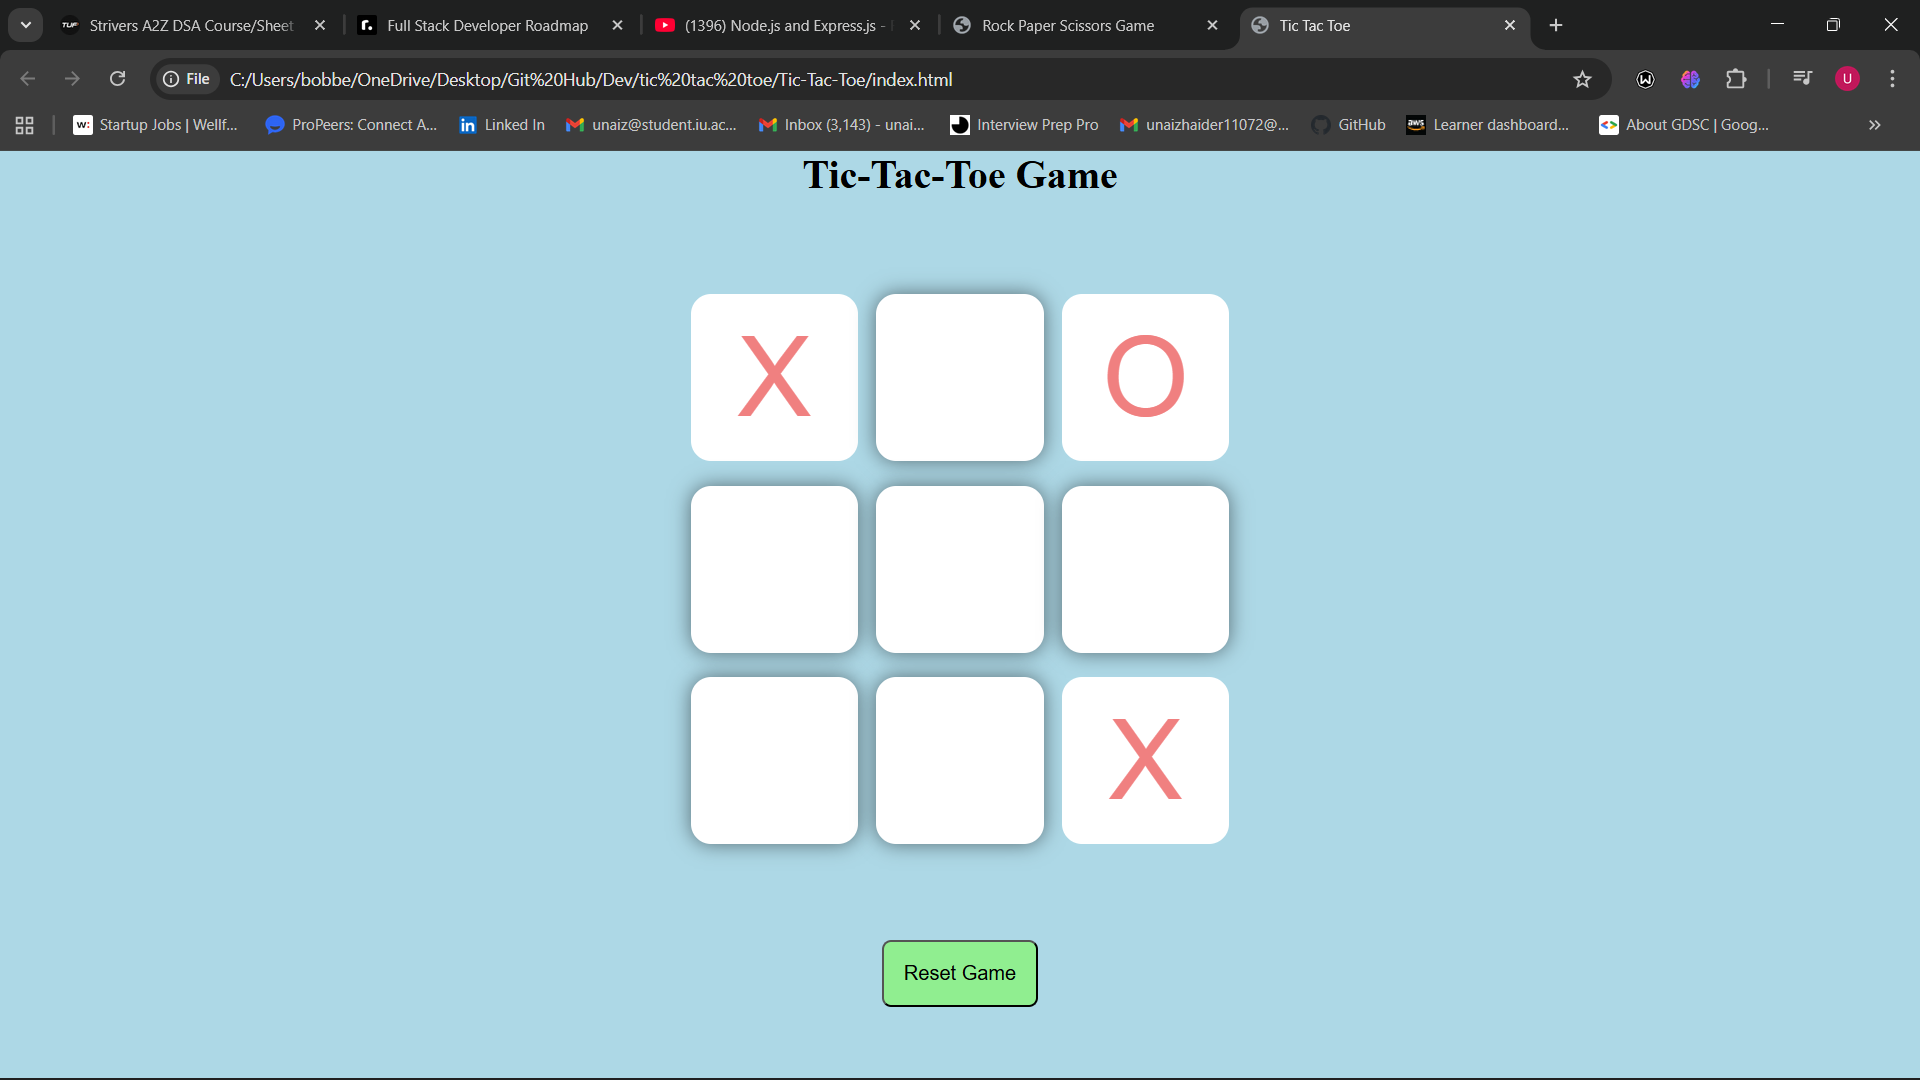 Strivers A2Z DSA Course/Sheet
Full Stack Developer Roadmap
(1396) Node.js and Express.js -
Rock Paper Scissors Game
Tic Tac Toe
File
C:/Users/bobbe/OneDrive/Desktop/Git%20Hub/Dev/tic%20tac%20toe/Tic-Tac-Toe/index.html
U
w: Startup Jobs | Wellf...
ProPeers: Connect A...
in Linked In
unaiz@student.iu.ac...
Inbox (3,143) - unai...
Interview Prep Pro
unaizhaider11072@...
GitHub
aws Learner dashboard...
About GDSC | Goog...
Tic-Tac-Toe Game
X O
X
Reset Game